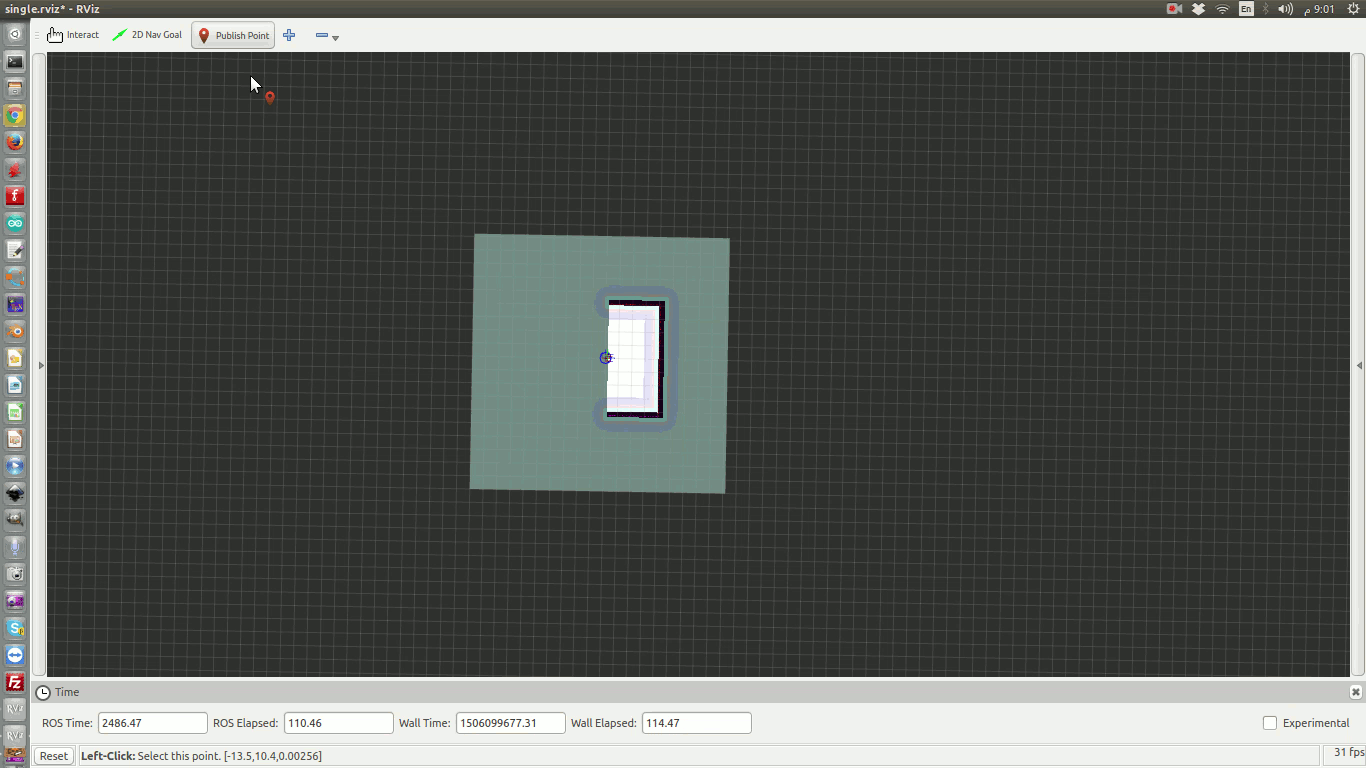 single.rviz* - RViz
En
9:01 م
Interact
2D Nav Goal
Publish Point
Time
ROS Time: 2486.47
ROS Elapsed: 110.46
Wall Time: 1506099677.31
Wall Elapsed: 114.47
Experimental
Reset
Left-Click: Select this point. [-13.5,10.4,0.00256]
31 fps